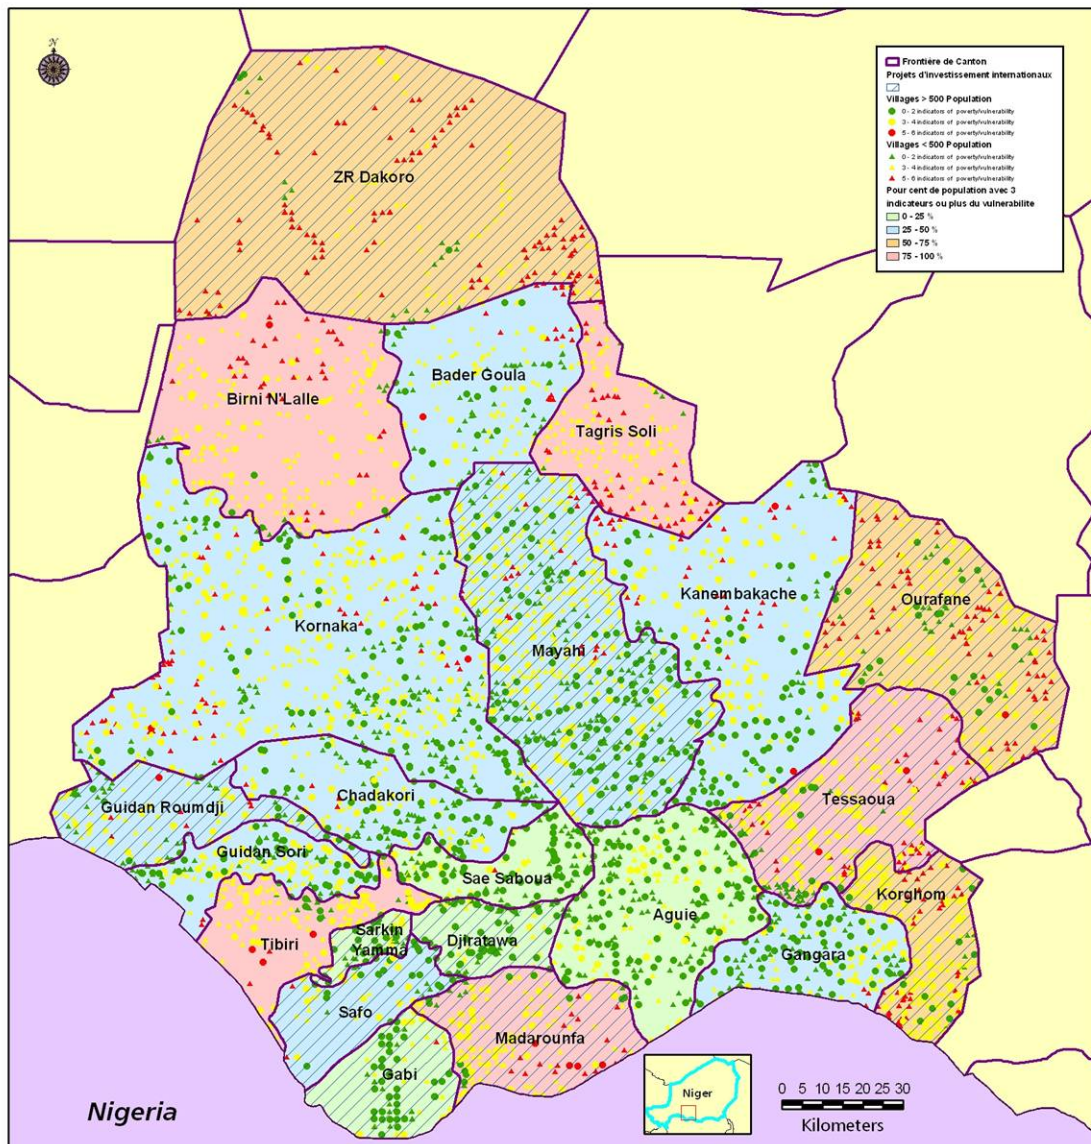 N
Frontière de Canton
Projets d'investissement internationaux
Villages > 500 Population
0 - 2 indicators of poverty/vulnerability
3 - 4 indicators of poverty/vulnerability
5 - 6 indicators of poverty/vulnerability
Villages < 500 Population
0 - 2 indicators of poverty/vulnerability
3 - 4 indicators of poverty/vulnerability
5 - 6 indicators of poverty/vulnerability
Pour cent de population avec 3
indicateurs ou plus du vulnerabilite
0 - 25 %
25 - 50 %
50 - 75 %
75 - 100 %
ZR Dakoro
Bader Goula
Birni N'Lalle
Tagris Soli
Kanembakache
Ourafane
Kornaka
Mayahi
Chadakori
Tessaoua
Guidan Roumdji
Guidan Sori
Sae Saboua
Korghom
Aguie
Sarkin
Yamma
Djiratawa
Tibiri
Gangara
Safo
Madarounfa
Gabi
Niger
Nigeria
0 5 10 15 20 25 30
Kilometers